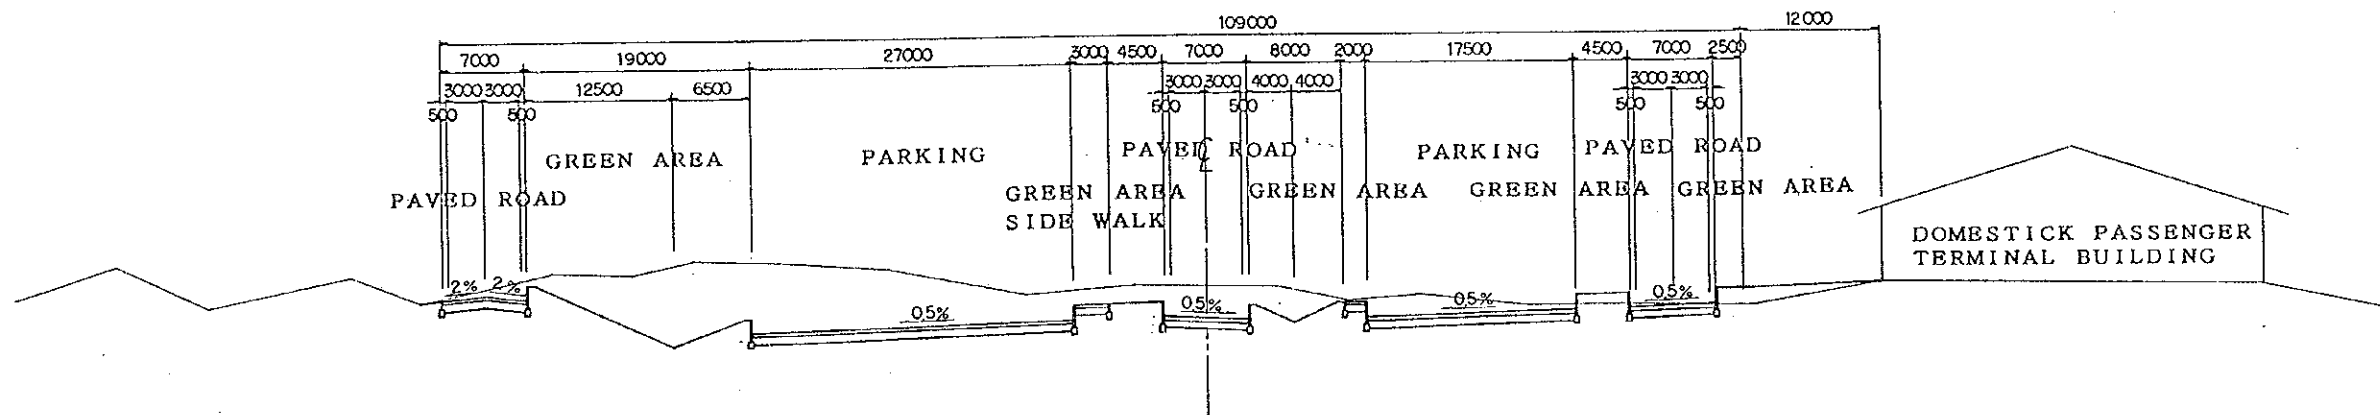 109000 12000
7000 19000 27000 3000 4500 7000 8000 2000 17500 4500 7000 2500
3000 3000 12500 6500 3000 3000 4000 4000 3000 3000
500 500 500 500 500 500
GREEN AREA PARKING PAVED ROAD PARKING PAVED ROAD
PAVED ROAD GREEN AREA GREEN AREA GREEN AREA GREEN AREA
SIDE WALK
DOMESTICK PASSENGER
TERMINAL BUILDING
2% 2% 0.5% 0.5% 0.5% 0.5%